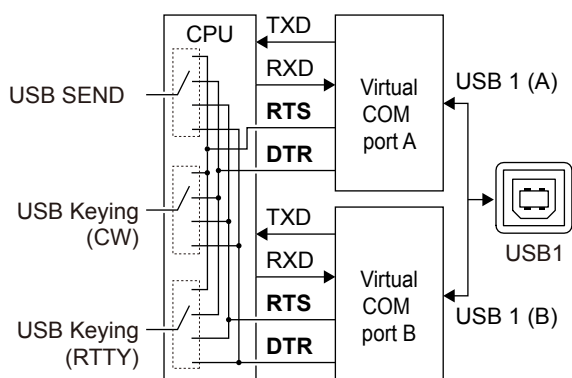 CPU
TXD
RXD
RTS
DTR
Virtual
COM
port A
USB 1 (A)
USB SEND
USB Keying
(CW)
USB Keying
(RTTY)
TXD
RXD
RTS
DTR
Virtual
COM
port B
USB 1 (B)
USB1